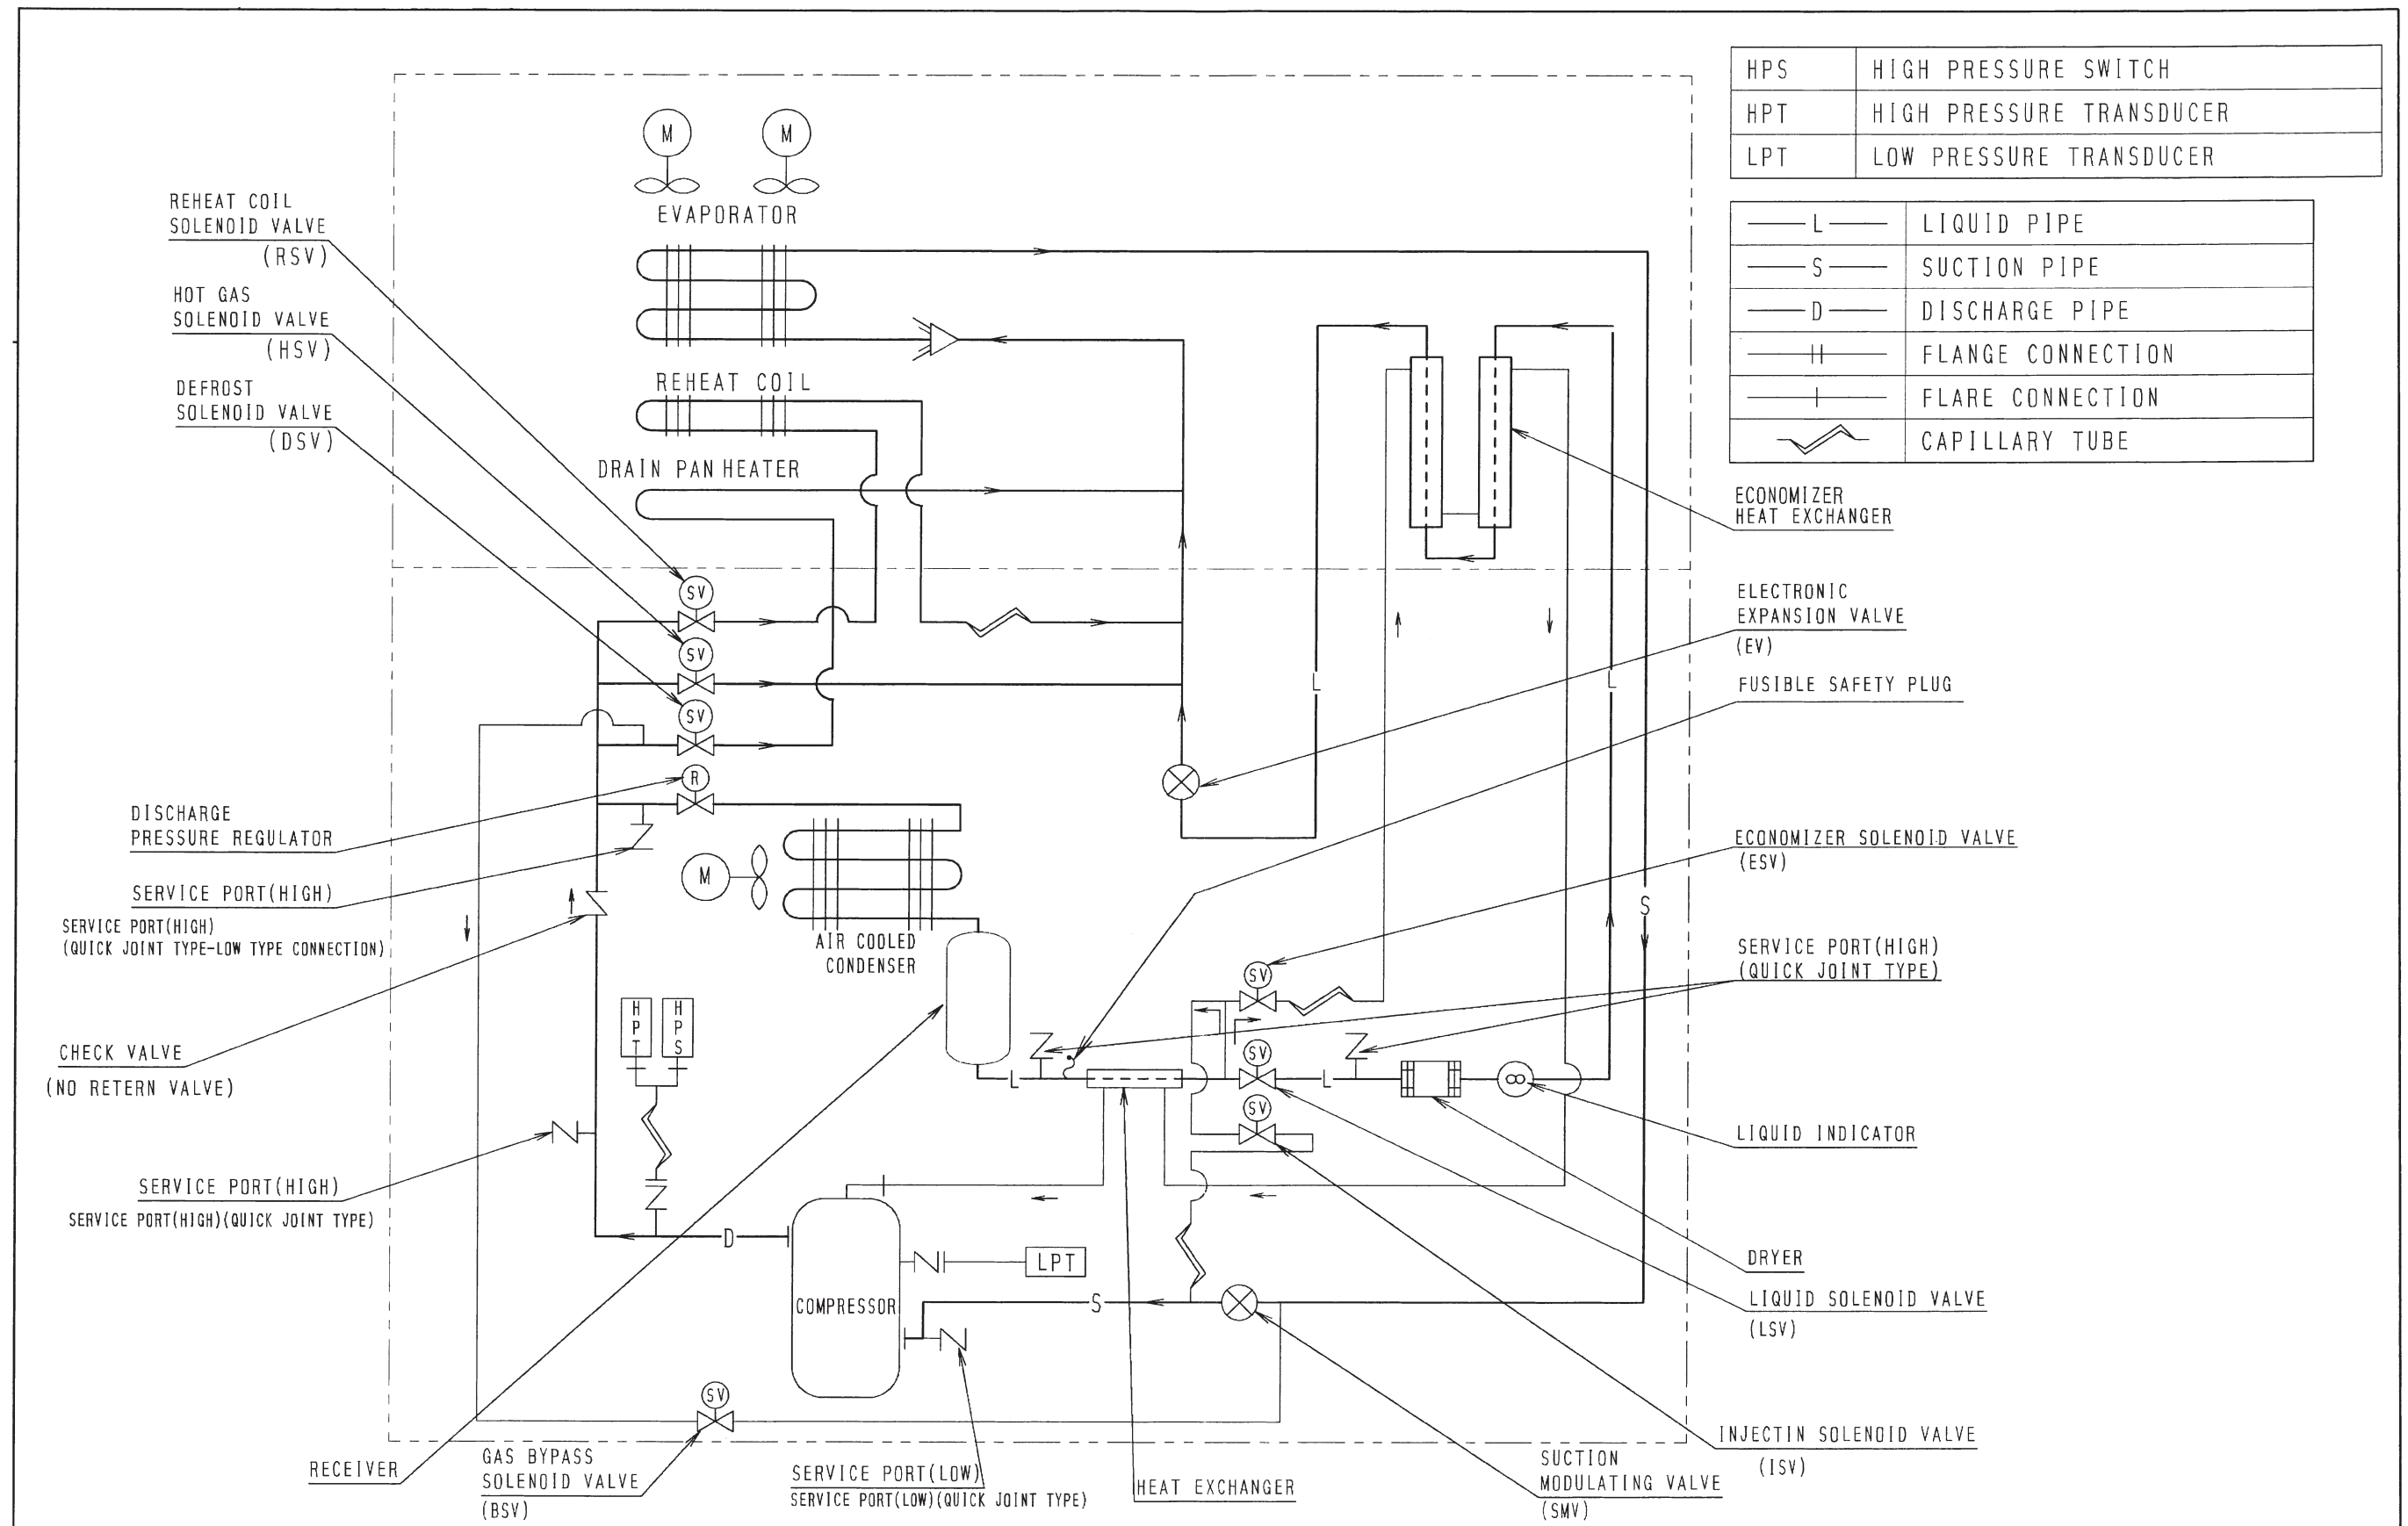 HPS HIGH PRESSURE SWITCH
HPT HIGH PRESSURE TRANSDUCER
LPT LOW PRESSURE TRANSDUCER
L LIQUID PIPE
S SUCTION PIPE
D DISCHARGE PIPE
FLANGE CONNECTION
FLARE CONNECTION
CAPILLARY TUBE
M M
EVAPORATOR
REHEAT COIL
SOLENOID VALVE
(RSV)
HOT GAS
SOLENOID VALVE
(HSV)
DEFROST
SOLENOID VALVE
(DSV)
REHEAT COIL
DRAIN PAN HEATER
SV
SV
SV
R
L
L
ECONOMIZER
HEAT EXCHANGER
ELECTRONIC
EXPANSION VALVE
(EV)
FUSIBLE SAFETY PLUG
ECONOMIZER SOLENOID VALVE
(ESV)
SERVICE PORT(HIGH)
(QUICK JOINT TYPE)
DISCHARGE
PRESSURE REGULATOR
SERVICE PORT(HIGH)
SERVICE PORT(HIGH)
(QUICK JOINT TYPE-LOW TYPE CONNECTION)
M
AIR COOLED
CONDENSER
S
SV
HPT
HPS
CHECK VALVE
(NO RETERN VALVE)
L
SV
L
SV
LIQUID INDICATOR
SERVICE PORT(HIGH)
SERVICE PORT(HIGH)(QUICK JOINT TYPE)
D
LPT
COMPRESSOR
S
DRYER
LIQUID SOLENOID VALVE
(LSV)
SV
INJECTIN SOLENOID VALVE
(ISV)
RECEIVER
GAS BYPASS
SOLENOID VALVE
(BSV)
SERVICE PORT(LOW)
SERVICE PORT(LOW)(QUICK JOINT TYPE)
HEAT EXCHANGER
SUCTION
MODULATING VALVE
(SMV)